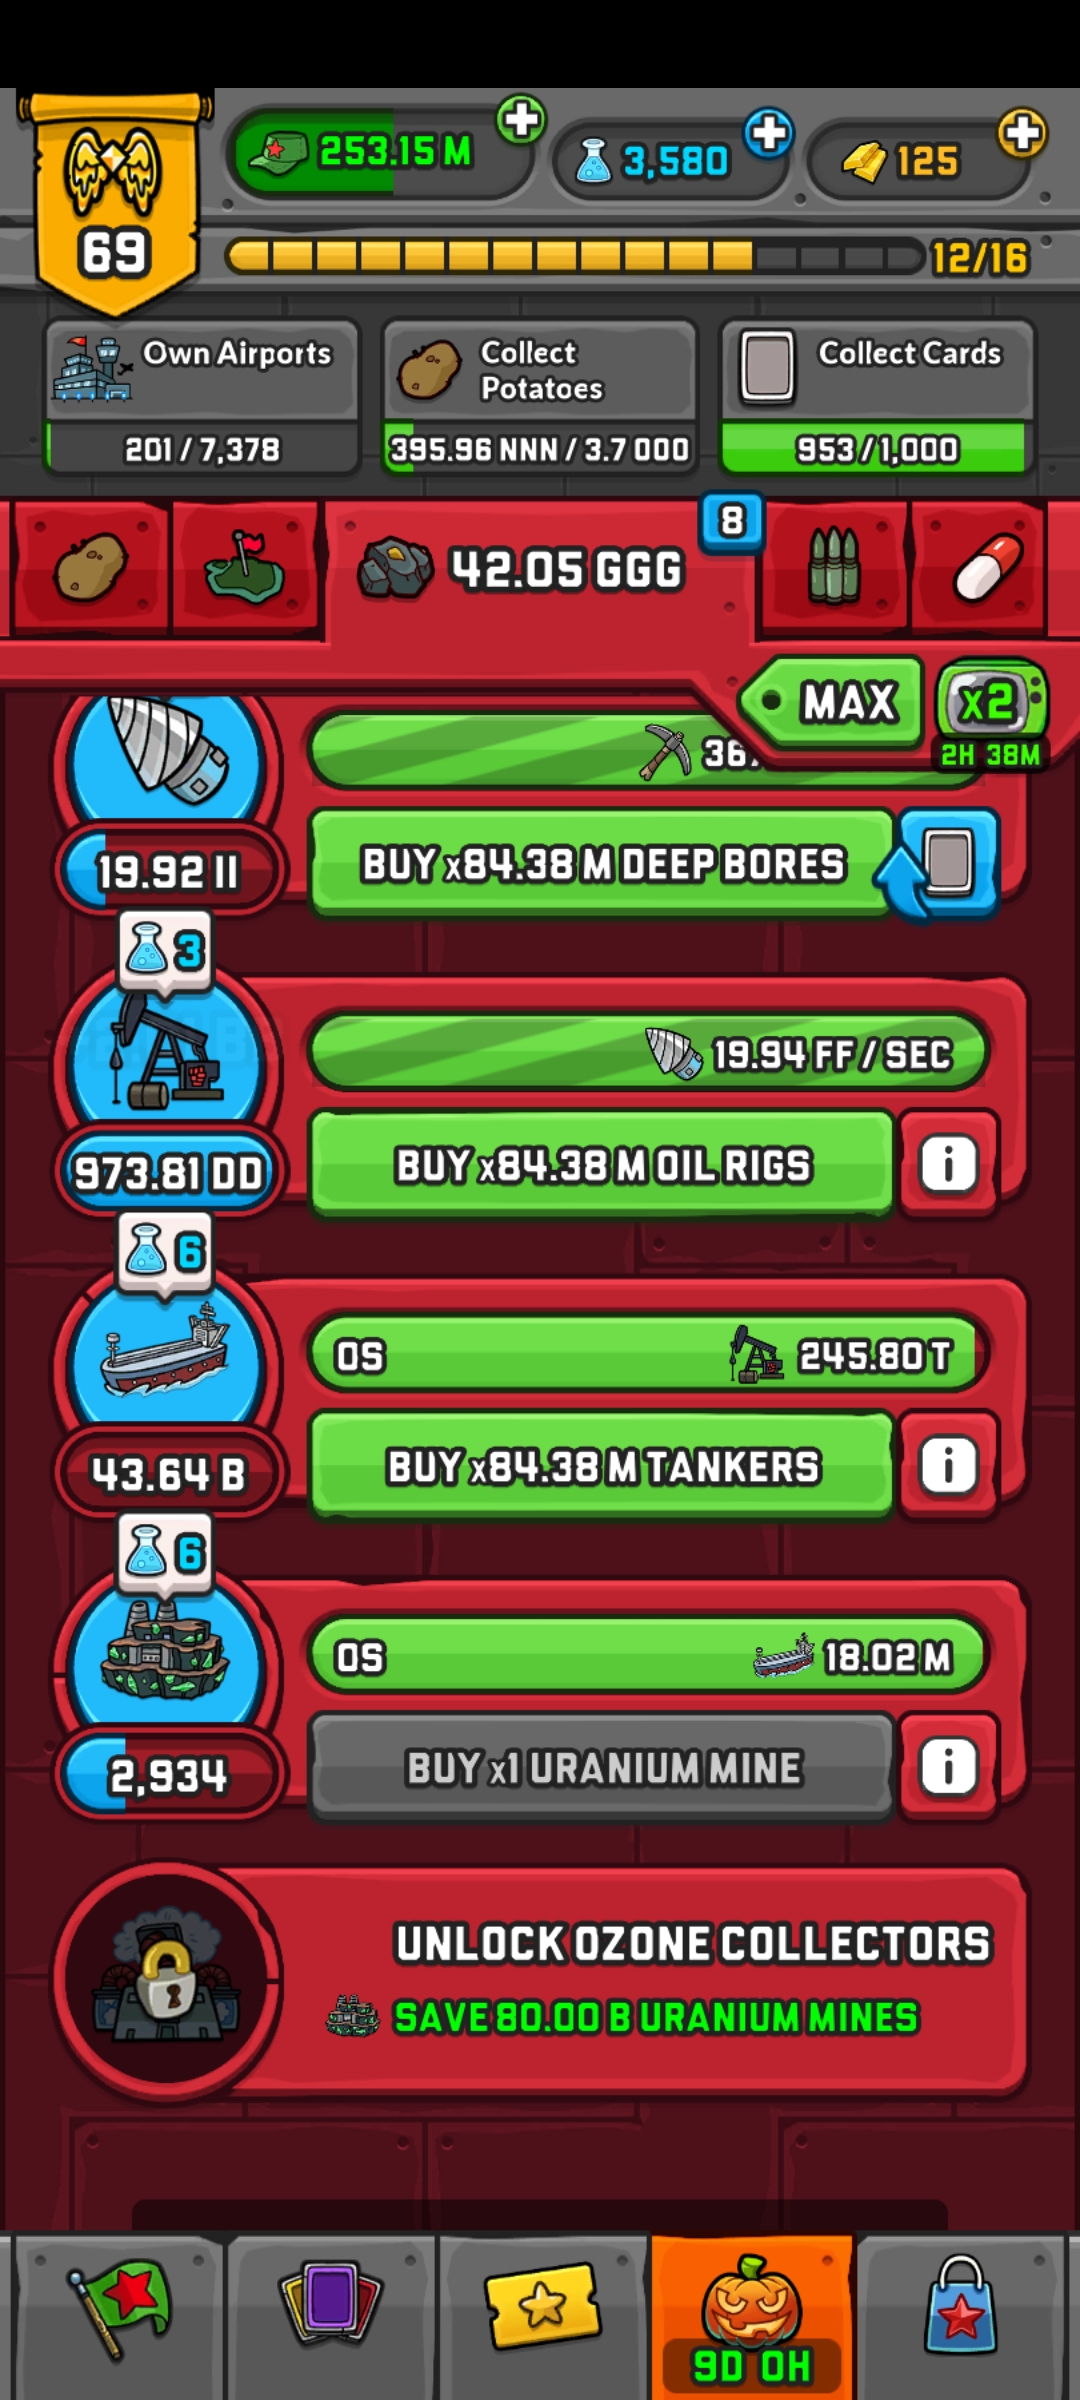 253.15 M
3,580
125
69
12/16
Own Airports
201 / 7,378
Collect
Potatoes
395.96 NNN / 3.7 OOO
Collect Cards
953 / 1,000
42.05 GGG
8
MAX
x2
2H 38M
19.92 II
BUY x84.38 M DEEP BORES
3
19.94 FF / SEC
973.81 DD
BUY x84.38 M OIL RIGS
i
6
0S
245.80 T
43.64 B
BUY x84.38 M TANKERS
i
6
0S
18.02 M
2,934
BUY x1 URANIUM MINE
i
UNLOCK OZONE COLLECTORS
SAVE 80.00 B URANIUM MINES
9D 0H